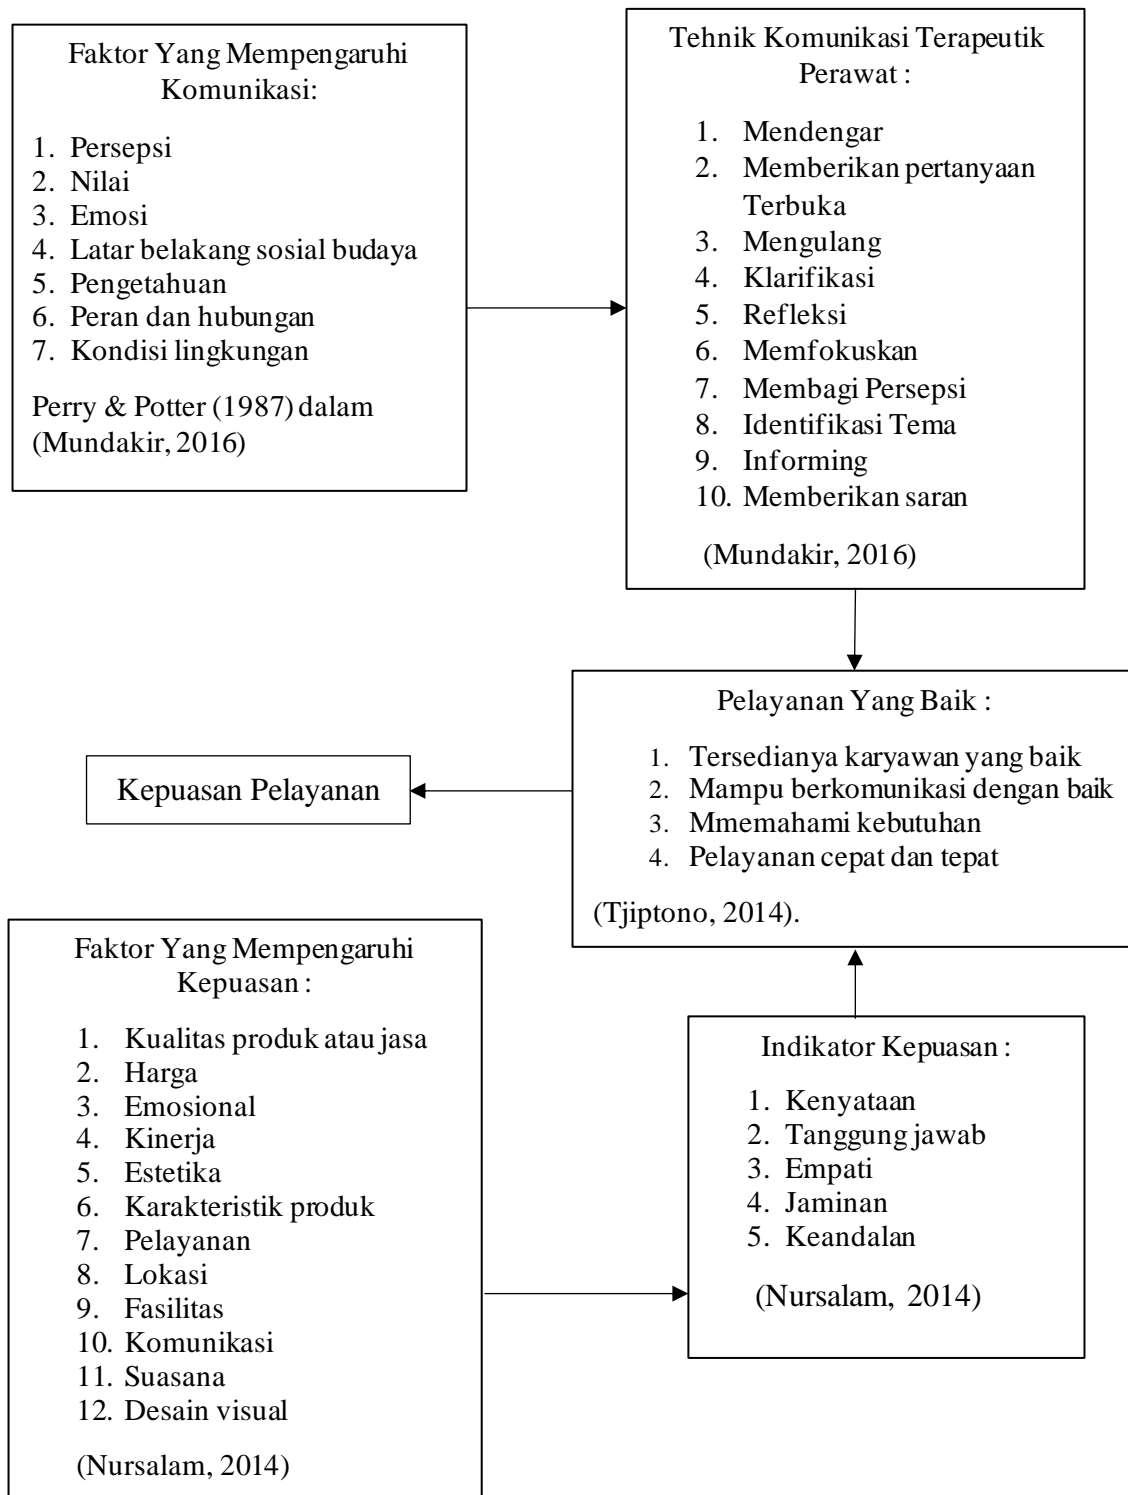 Faktor Yang Mempengaruhi
Komunikasi:
1. Persepsi
2. Nilai
3. Emosi
4. Latar belakang sosial budaya
5. Pengetahuan
6. Peran dan hubungan
7. Kondisi lingkungan
Perry & Potter (1987) dalam
(Mundakir, 2016)
Tehnik Komunikasi Terapeutik
Perawat :
1. Mendengar
2. Memberikan pertanyaan
Terbuka
3. Mengulang
4. Klarifikasi
5. Refleksi
6. Memfokuskan
7. Membagi Persepsi
8. Identifikasi Tema
9. Informing
10. Memberikan saran
(Mundakir, 2016)
Pelayanan Yang Baik :
1. Tersedianya karyawan yang baik
2. Mampu berkomunikasi dengan baik
3. Mmemahami kebutuhan
4. Pelayanan cepat dan tepat
(Tjiptono, 2014).
Kepuasan Pelayanan
Faktor Yang Mempengaruhi
Kepuasan :
1. Kualitas produk atau jasa
2. Harga
3. Emosional
4. Kinerja
5. Estetika
6. Karakteristik produk
7. Pelayanan
8. Lokasi
9. Fasilitas
10. Komunikasi
11. Suasana
12. Desain visual
(Nursalam, 2014)
Indikator Kepuasan :
1. Kenyataan
2. Tanggung jawab
3. Empati
4. Jaminan
5. Keandalan
(Nursalam, 2014)